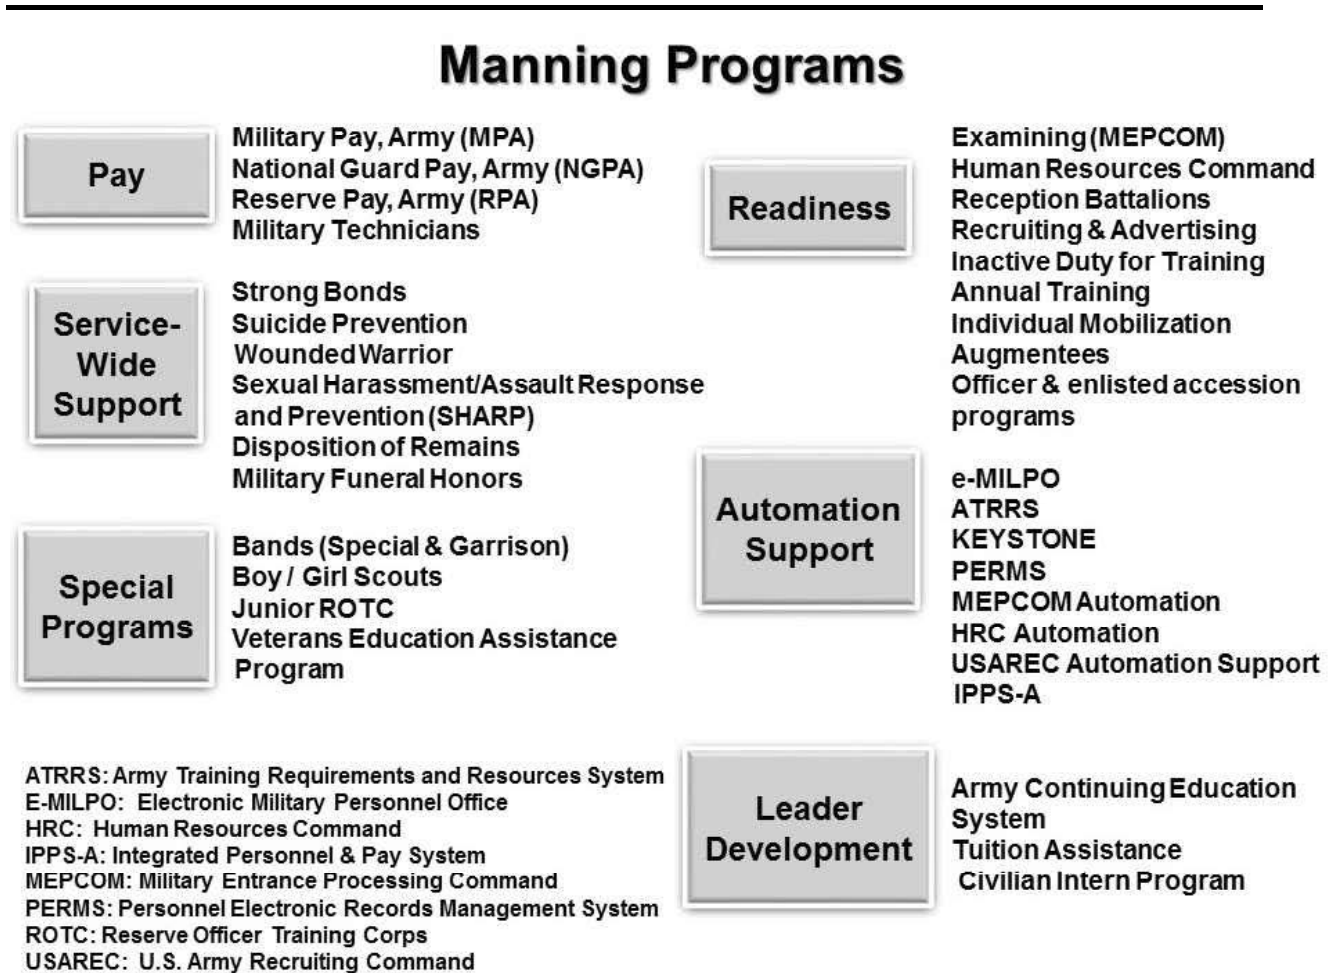 Manning Programs
Pay
Military Pay, Army (MPA)
National Guard Pay, Army (NGPA)
Reserve Pay, Army (RPA)
Military Technicians
Service-
Wide
Support
Strong Bonds
Suicide Prevention
Wounded Warrior
Sexual Harassment/Assault Response
and Prevention (SHARP)
Disposition of Remains
Military Funeral Honors
Special
Programs
Bands (Special & Garrison)
Boy / Girl Scouts
Junior ROTC
Veterans Education Assistance
Program
Readiness
Examining (MEPCOM)
Human Resources Command
Reception Battalions
Recruiting & Advertising
Inactive Duty for Training
Annual Training
Individual Mobilization
Augmentees
Officer & enlisted accession
programs
Automation
Support
e-MILPO
ATRRS
KEYSTONE
PERMS
MEPCOM Automation
HRC Automation
USAREC Automation Support
IPPS-A
Leader
Development
Army Continuing Education
System
Tuition Assistance
Civilian Intern Program
ATRRS: Army Training Requirements and Resources System
E-MILPO: Electronic Military Personnel Office
HRC: Human Resources Command
IPPS-A: Integrated Personnel & Pay System
MEPCOM: Military Entrance Processing Command
PERMS: Personnel Electronic Records Management System
ROTC: Reserve Officer Training Corps
USAREC: U.S. Army Recruiting Command